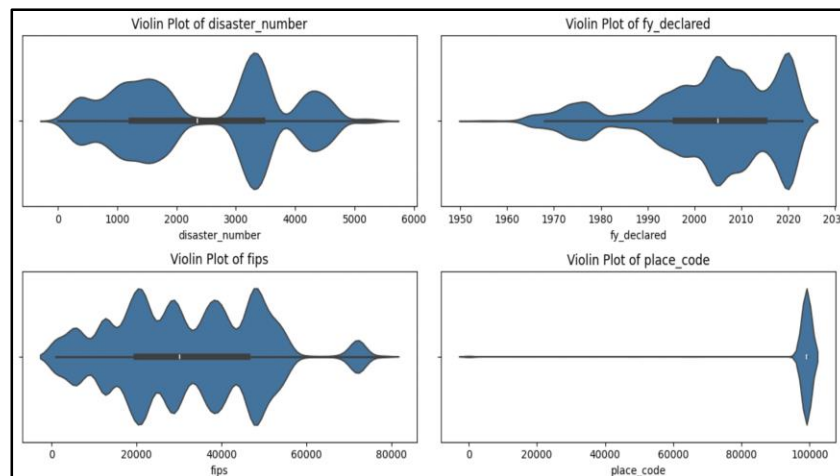 Violin Plot of disaster_number
0 1000 2000 3000 4000 5000 6000
disaster_number
Violin Plot of fy_declared
1950 1960 1970 1980 1990 2000 2010 2020 203
fy_declared
Violin Plot of fips
0 20000 40000 60000 80000
fips
Violin Plot of place_code
0 20000 40000 60000 80000 100000
place_code